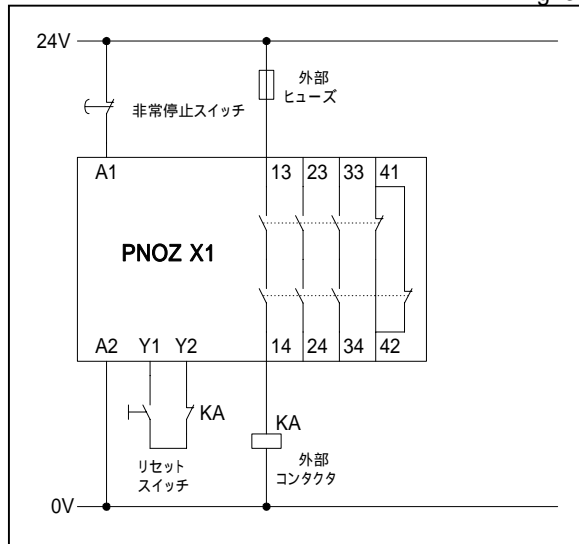 24V
外部
ヒューズ
非常停止スイッチ
A1 13 23 33 41
PNOZ X1
A2 Y1 Y2 14 24 34 42
KA KA
リセット
スイッチ
外部
コンタクタ
0V